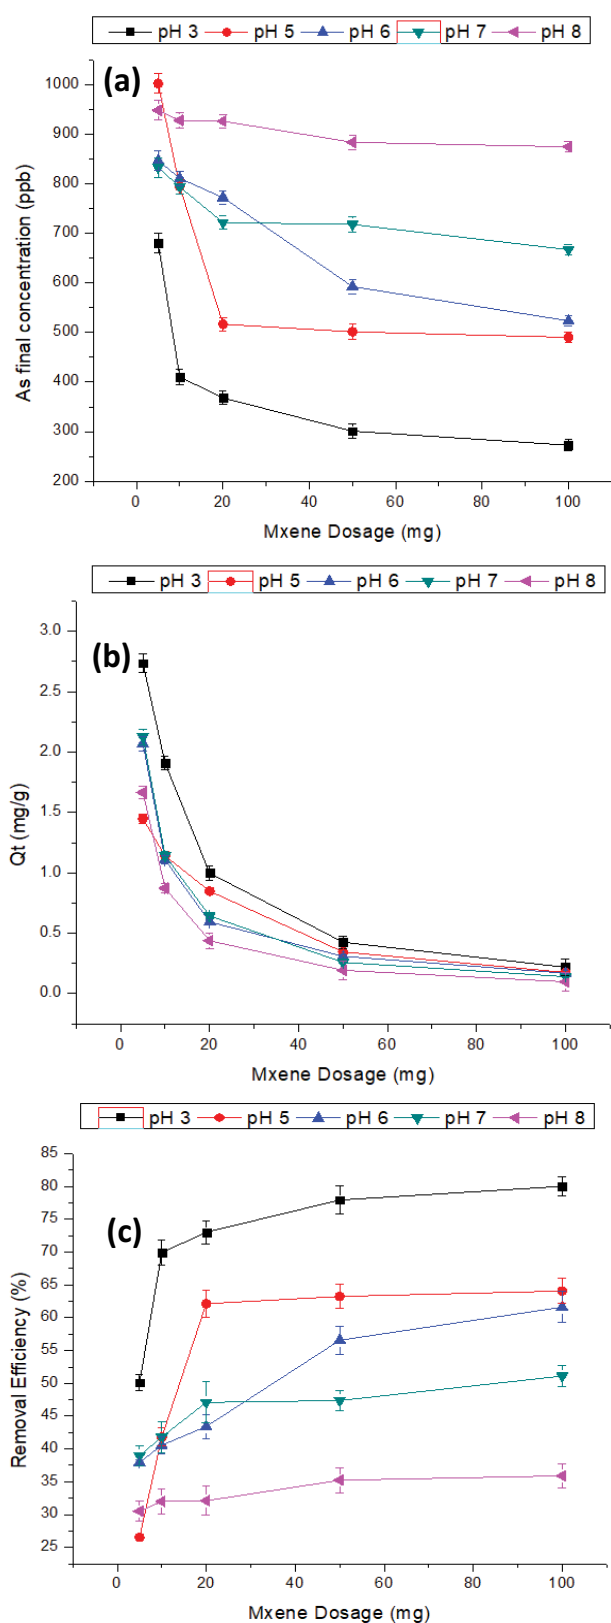 pH 3 pH 5 pH 6 pH 7 pH 8
(a)
1000
900
800
700
600
500
400
300
200
As final concentration (ppb)
0 20 40 60 80 100
Mxene Dosage (mg)
pH 3 pH 5 pH 6 pH 7 pH 8
(b)
3.0
2.5
2.0
1.5
1.0
0.5
0.0
Qt (mg/g)
0 20 40 60 80 100
Mxene Dosage (mg)
pH 3 pH 5 pH 6 pH 7 pH 8
85
80
75
(c)
70
65
60
55
50
45
40
35
30
25
Removal Efficiency (%)
0 20 40 60 80 100
Mxene Dosage (mg)